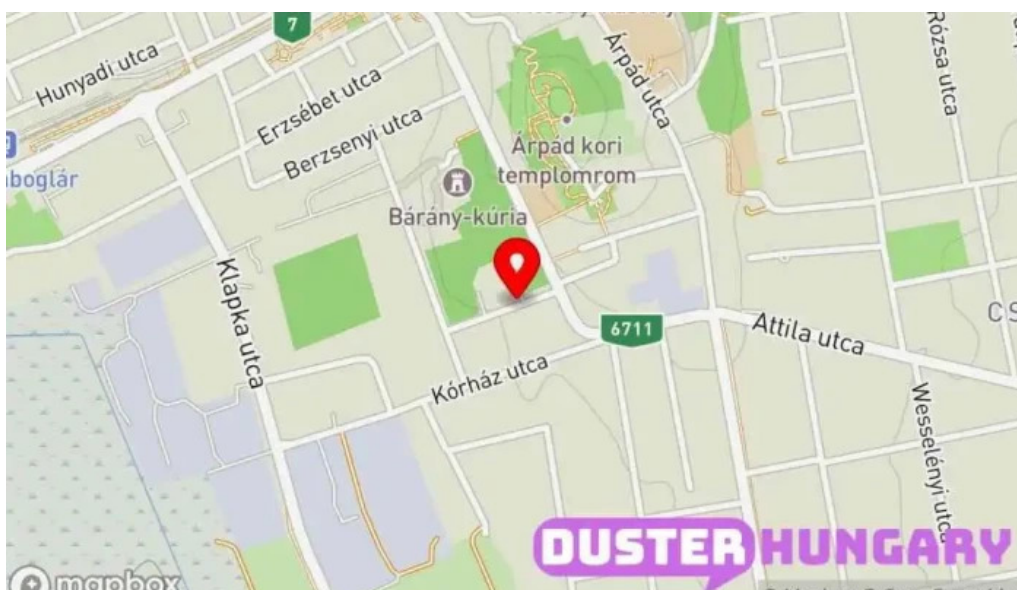 7
Hunyadi utca
Erzsébet utca
Berzsenyi utca
Árpád utca
Rózsa utca
Árpád kori
templomrom
boglár
Bárány-kúria
Klapka utca
6711
Attila utca
Kórház utca
Wesselényi utca
DUSTER HUNGARY
mapbox